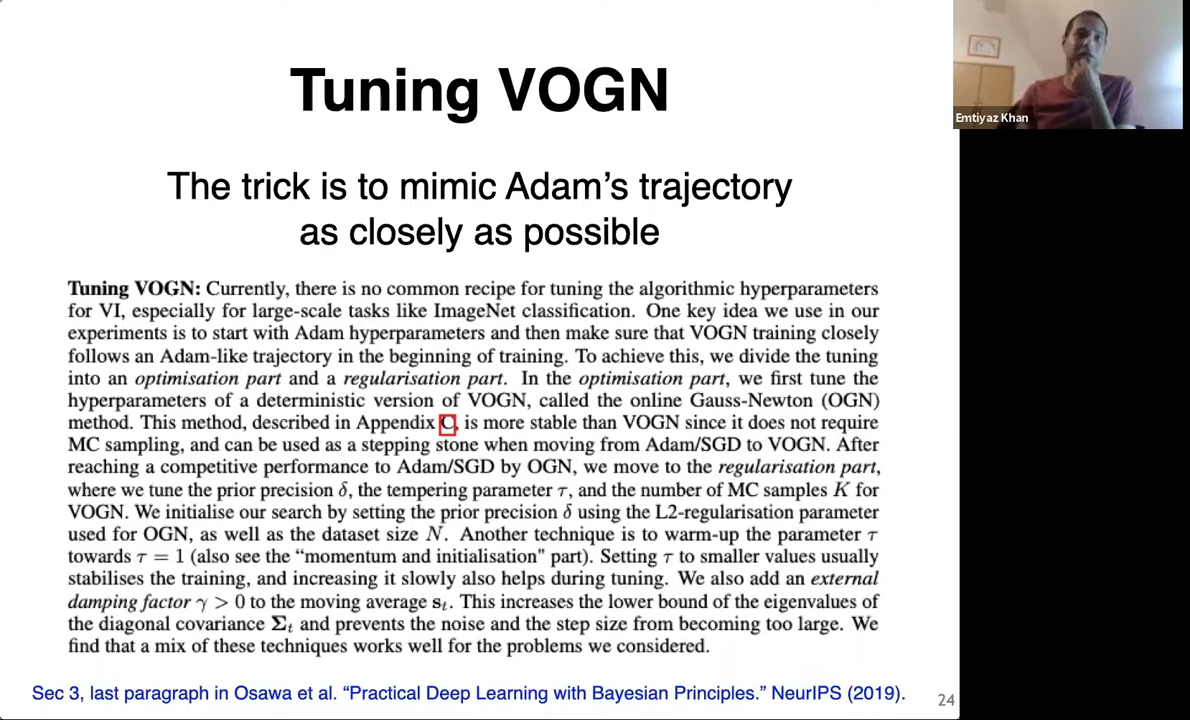 Tuning VOGN
The trick is to mimic Adam's trajectory
as closely as possible
Tuning VOGN: Currently, there is no common recipe for tuning the algorithmic hyperparameters
for VI, especially for large-scale tasks like ImageNet classification. One key idea we use in our
experiments is to start with Adam hyperparameters and then make sure that VOGN training closely
follows an Adam-like trajectory in the beginning of training. To achieve this, we divide the tuning
into an optimisation part and a regularisation part. In the optimisation part, we first tune the
hyperparameters of a deterministic version of VOGN, called the online Gauss-Newton (OGN)
method. This method, described in Appendix C, is more stable than VOGN since it does not require
MC sampling, and can be used as a stepping stone when moving from Adam/SGD to VOGN. After
reaching a competitive performance to Adam/SGD by OGN, we move to the regularisation part,
where we tune the prior precision δ, the tempering parameter τ, and the number of MC samples K for
VOGN. We initialise our search by setting the prior precision δ using the L2-regularisation parameter
used for OGN, as well as the dataset size N. Another technique is to warm-up the parameter τ
towards τ = 1 (also see the "momentum and initialisation" part). Setting τ to smaller values usually
stabilises the training, and increasing it slowly also helps during tuning. We also add an external
damping factor γ > 0 to the moving average sₜ. This increases the lower bound of the eigenvalues of
the diagonal covariance Σₜ and prevents the noise and the step size from becoming too large. We
find that a mix of these techniques works well for the problems we considered.
Sec 3, last paragraph in Osawa et al. "Practical Deep Learning with Bayesian Principles." NeurIPS (2019).
24
Emtiyaz Khan